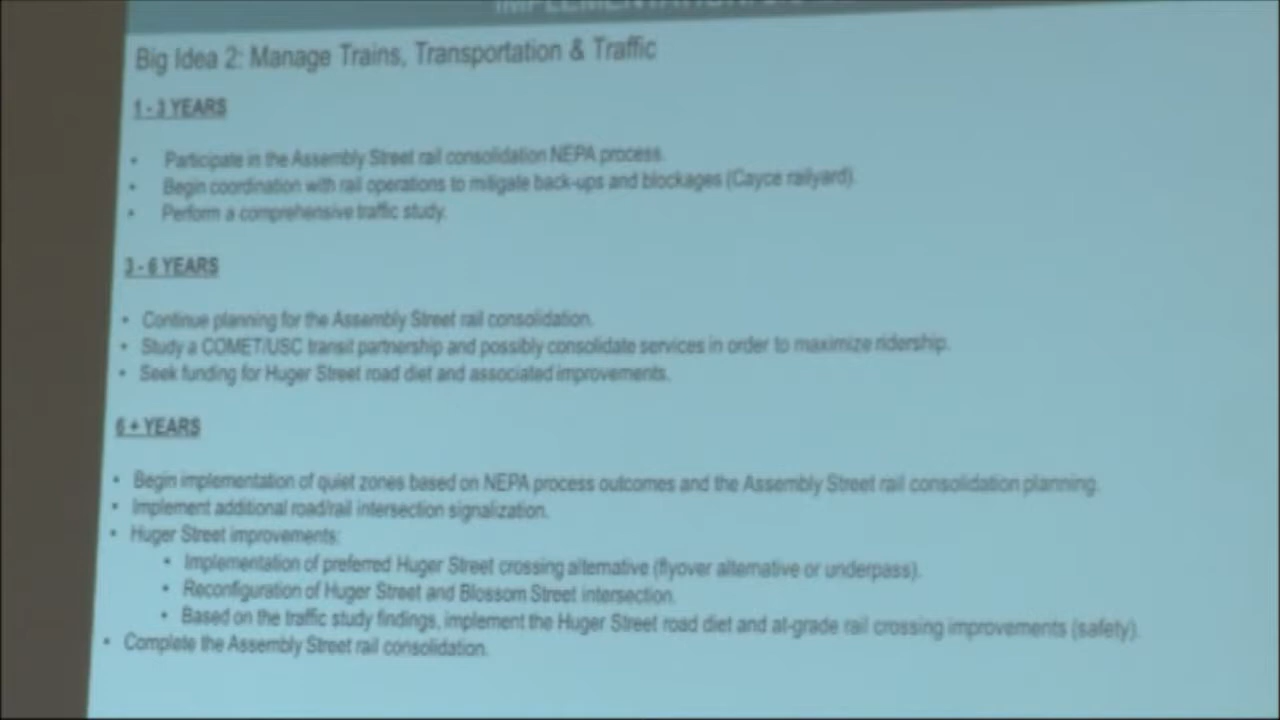 IMPLEMENTATION
Big Idea 2: Manage Trains, Transportation & Traffic
1 - 3 YEARS
• Participate in the Assembly Street rail consolidation NEPA process.
• Begin coordination with rail operations to mitigate back-ups and blockages (Cayce railyard).
• Perform a comprehensive traffic study.
3 - 6 YEARS
• Continue planning for the Assembly Street rail consolidation.
• Study a COMET/USC transit partnership and possibly consolidate services in order to maximize ridership.
• Seek funding for Huger Street road diet and associated improvements.
6 + YEARS
• Begin implementation of quiet zones based on NEPA process outcomes and the Assembly Street rail consolidation planning.
• Implement additional road/rail intersection signalization.
• Huger Street improvements:
• Implementation of preferred Huger Street crossing alternative (flyover alternative or underpass).
• Reconfiguration of Huger Street and Blossom Street intersection.
• Based on the traffic study findings, implement the Huger Street road diet and at-grade rail crossing improvements (safety).
• Complete the Assembly Street rail consolidation.